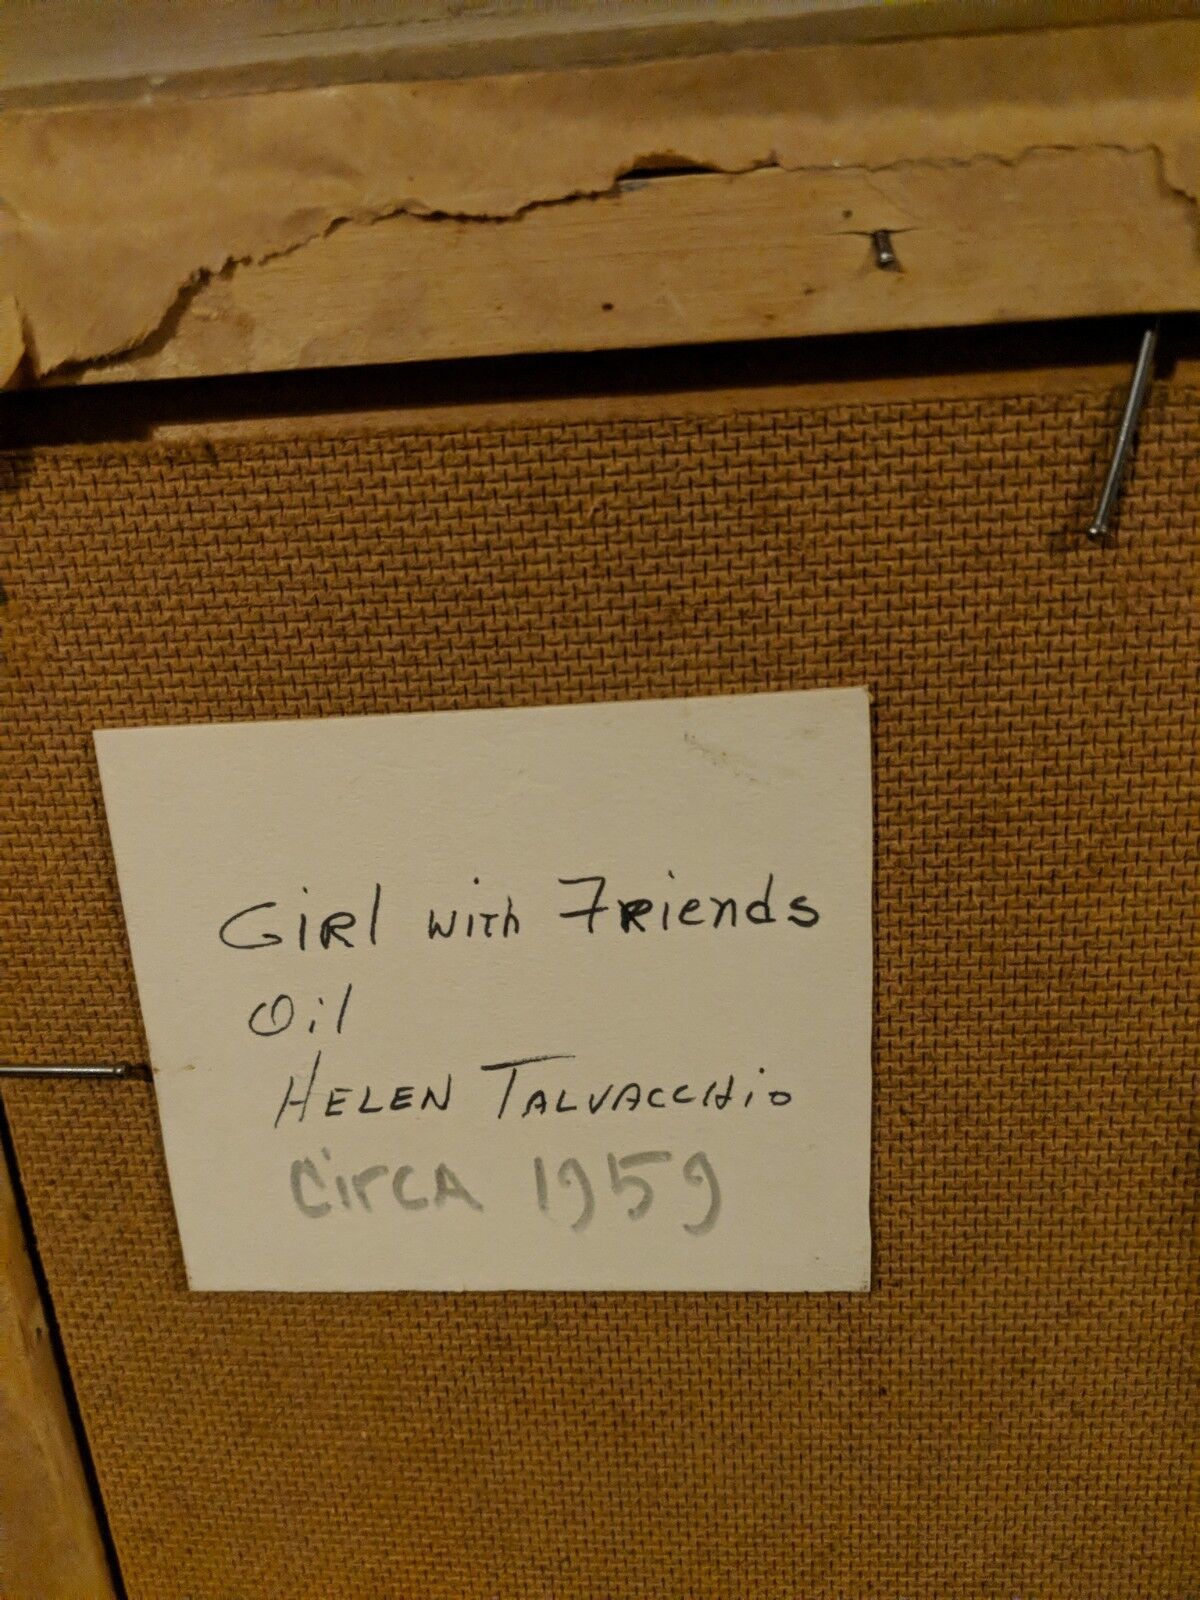 Girl with Friends
Oil
HELEN TALVACCHiO
CirCA 1959